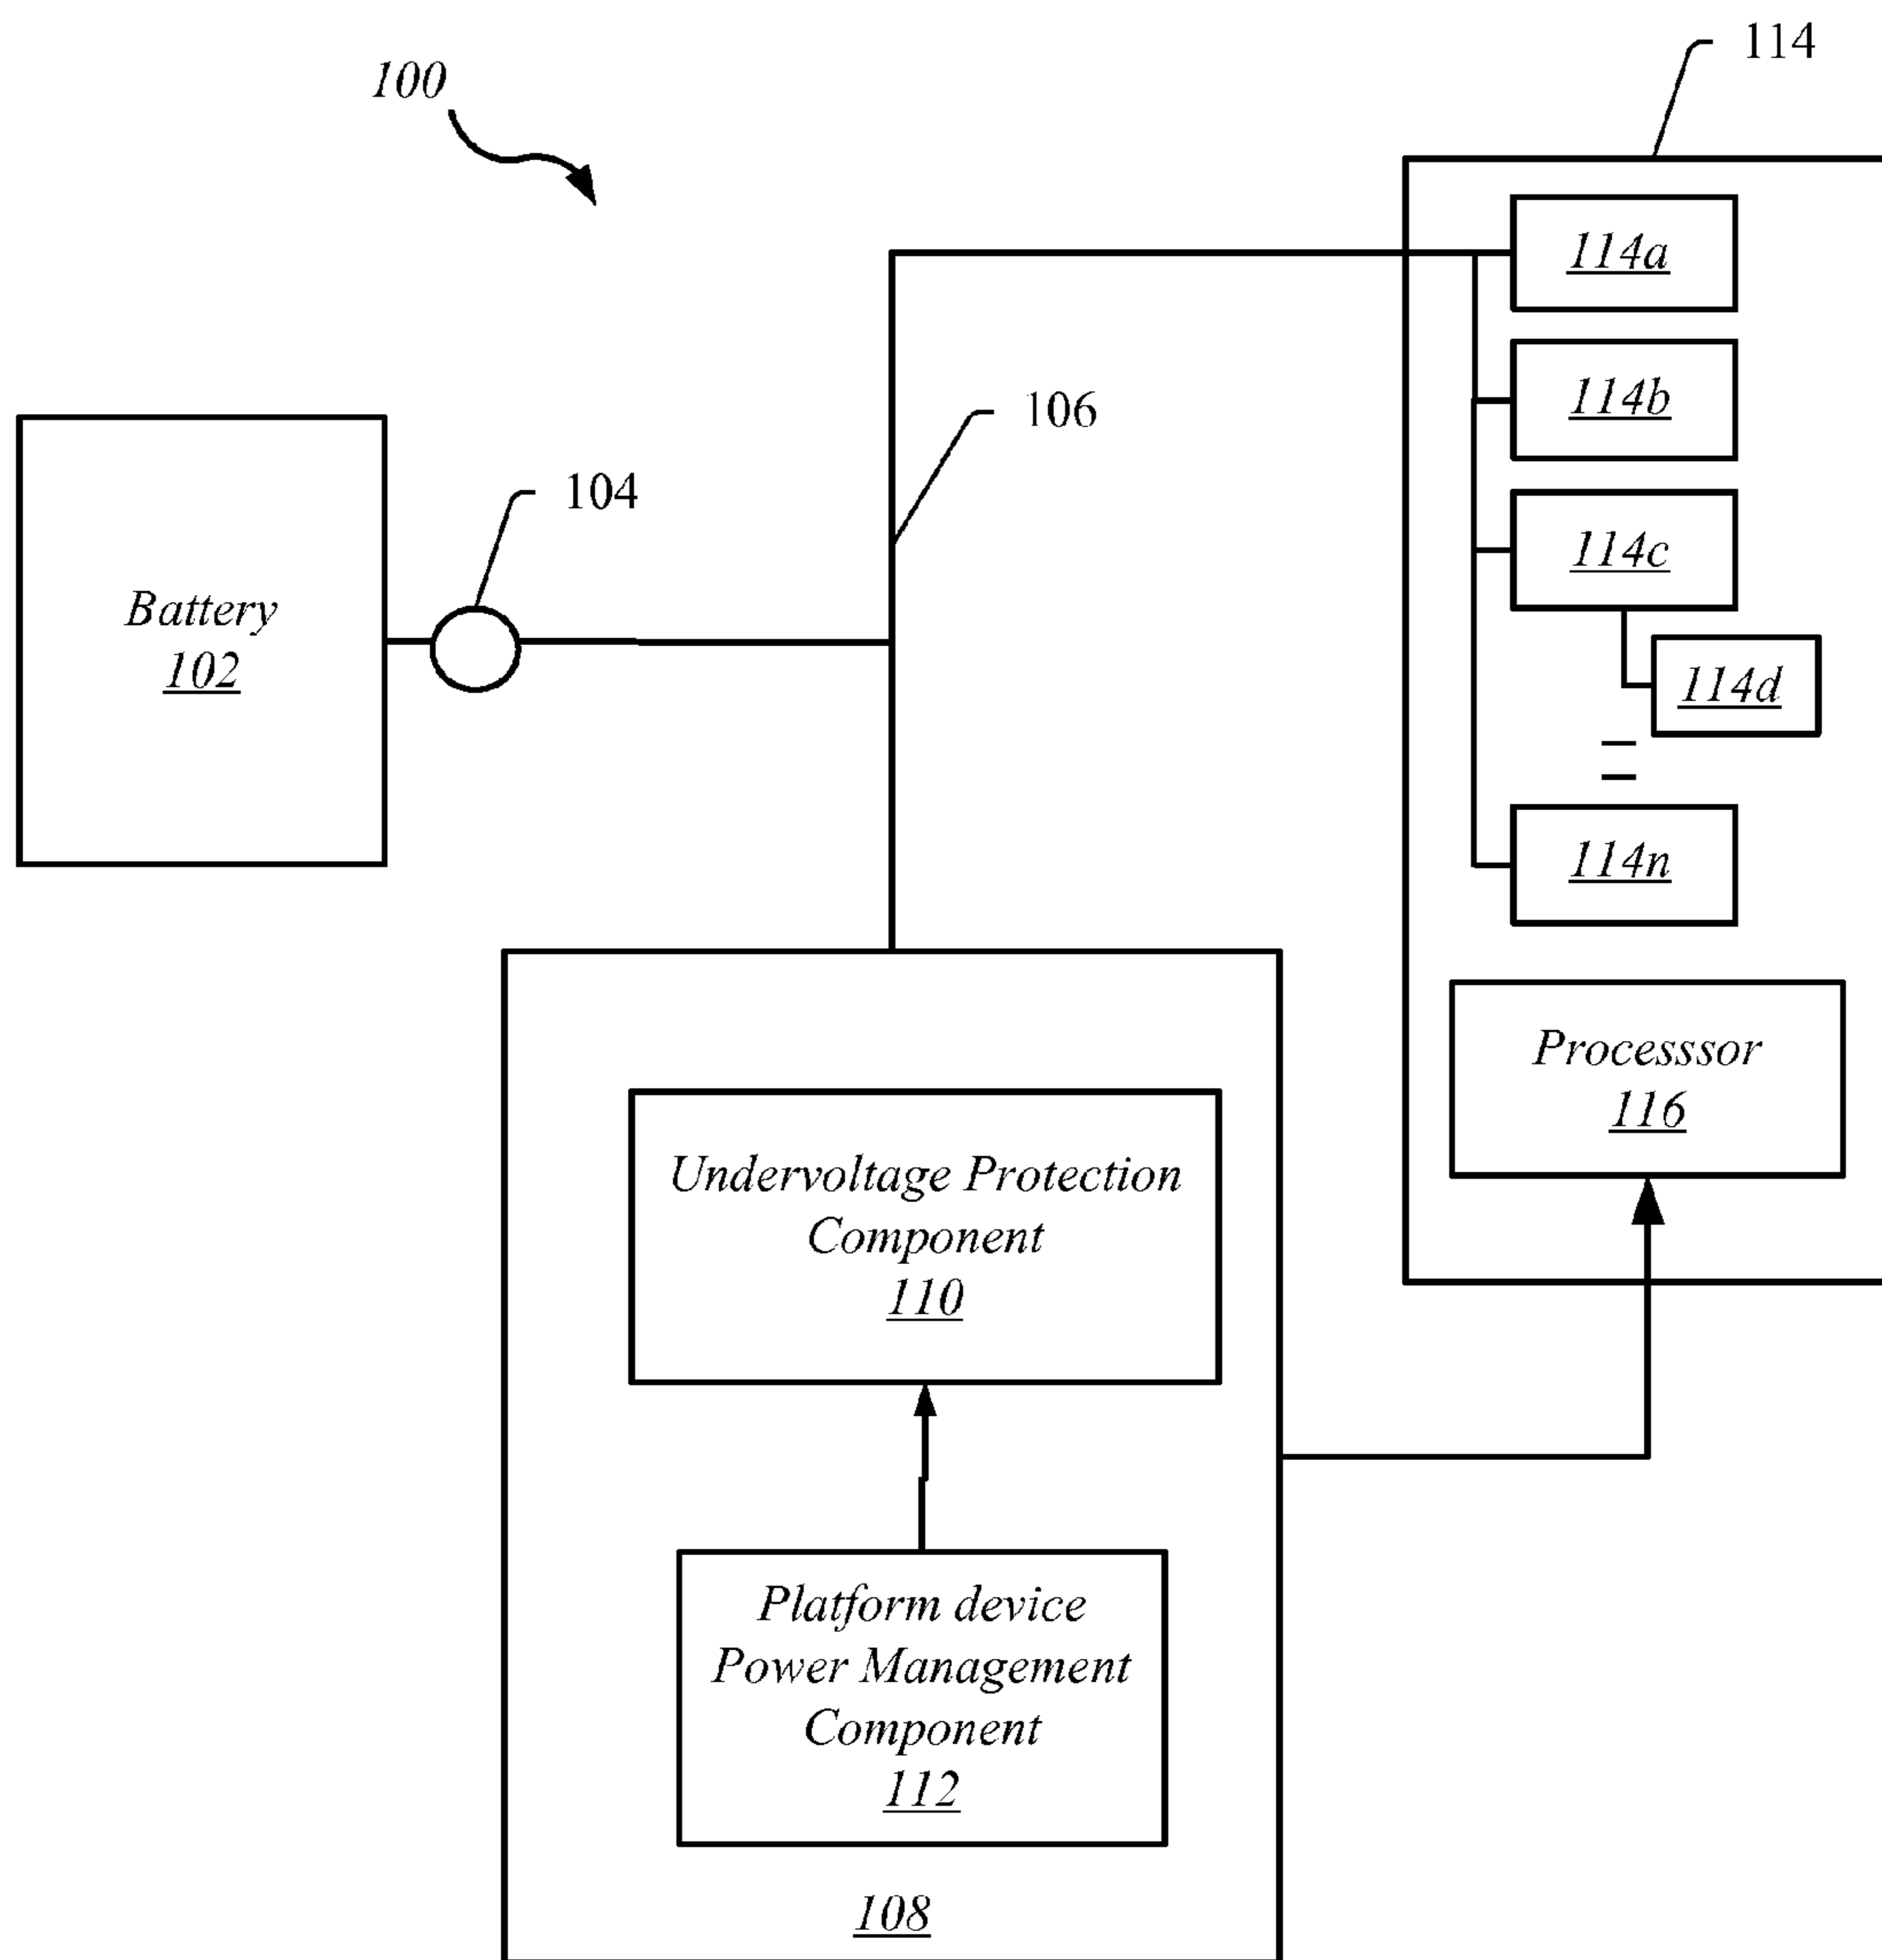 100
114
114a
114b
106
114c
104
Battery
102
114d
114n
Processsor
116
Undervoltage Protection
Component
110
Platform device
Power Management
Component
112
108